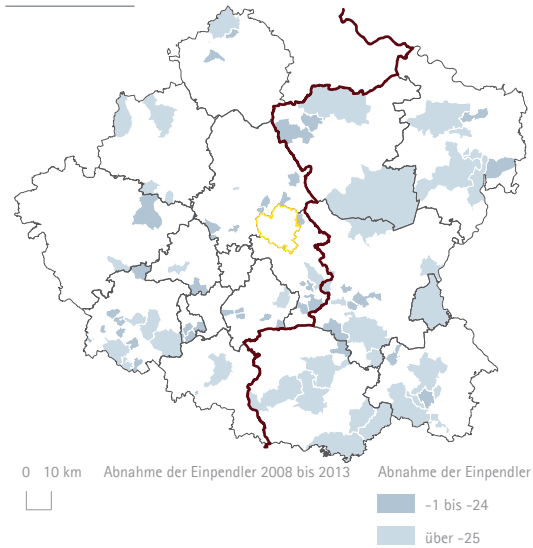 0 10 km Abnahme der Einpendler 2008 bis 2013 Abnahme der Einpendler
-1 bis -24
über -25